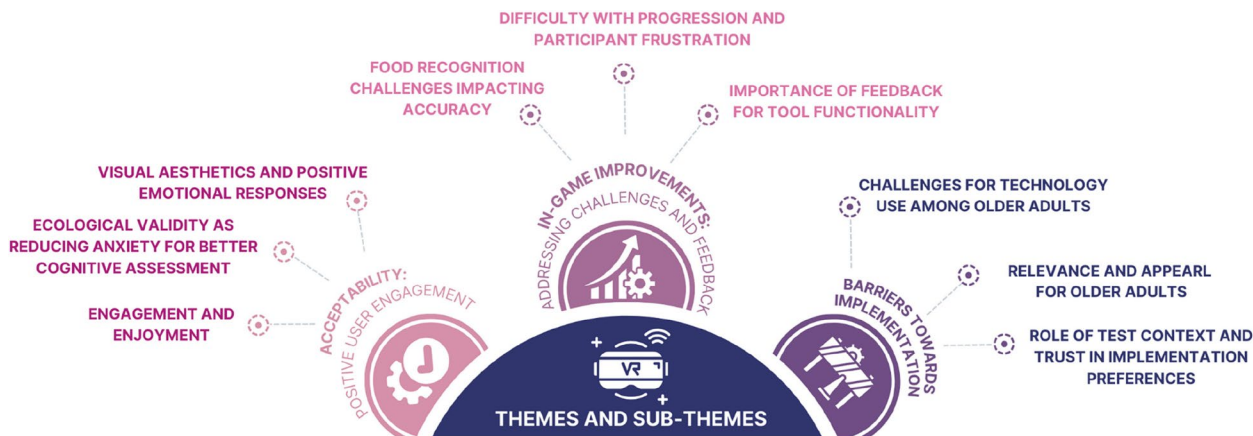 DIFFICULTY WITH PROGRESSION AND
PARTICIPANT FRUSTRATION
FOOD RECOGNITION
CHALLENGES IMPACTING
ACCURACY
IMPORTANCE OF FEEDBACK
FOR TOOL FUNCTIONALITY
VISUAL AESTHETICS AND POSITIVE
EMOTIONAL RESPONSES
ECOLOGICAL VALIDITY AS
REDUCING ANXIETY FOR BETTER
COGNITIVE ASSESSMENT
ENGAGEMENT AND
ENJOYMENT
ACCEPTABILITY:
POSITIVE USER ENGAGEMENT
IN-GAME IMPROVEMENTS:
ADDRESSING CHALLENGES AND FEEDBACK
CHALLENGES FOR TECHNOLOGY
USE AMONG OLDER ADULTS
RELEVANCE AND APPEARL
FOR OLDER ADULTS
ROLE OF TEST CONTEXT AND
TRUST IN IMPLEMENTATION
PREFERENCES
BARRIERS TOWARDS
IMPLEMENTATION
VR
THEMES AND SUB-THEMES